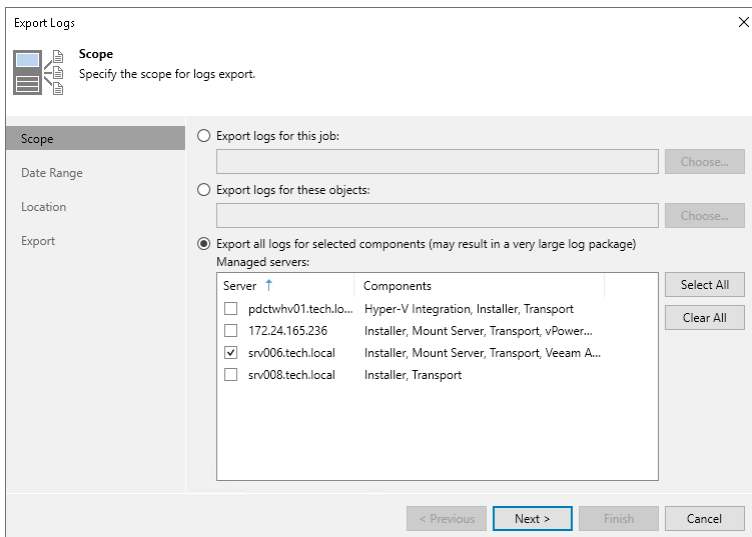 Export Logs
Scope
Specify the scope for logs export.
Scope
Date Range
Location
Export
Export logs for this job:
Choose...
Export logs for these objects:
Choose...
Export all logs for selected components (may result in a very large log package)
Managed servers:
Server ↑ Components
pdctwhv01.tech.lo... Hyper-V Integration, Installer, Transport
172.24.165.236 Installer, Mount Server, Transport, vPower...
srv006.tech.local Installer, Mount Server, Transport, Veeam A...
srv008.tech.local Installer, Transport
Select All
Clear All
< Previous Next > Finish Cancel